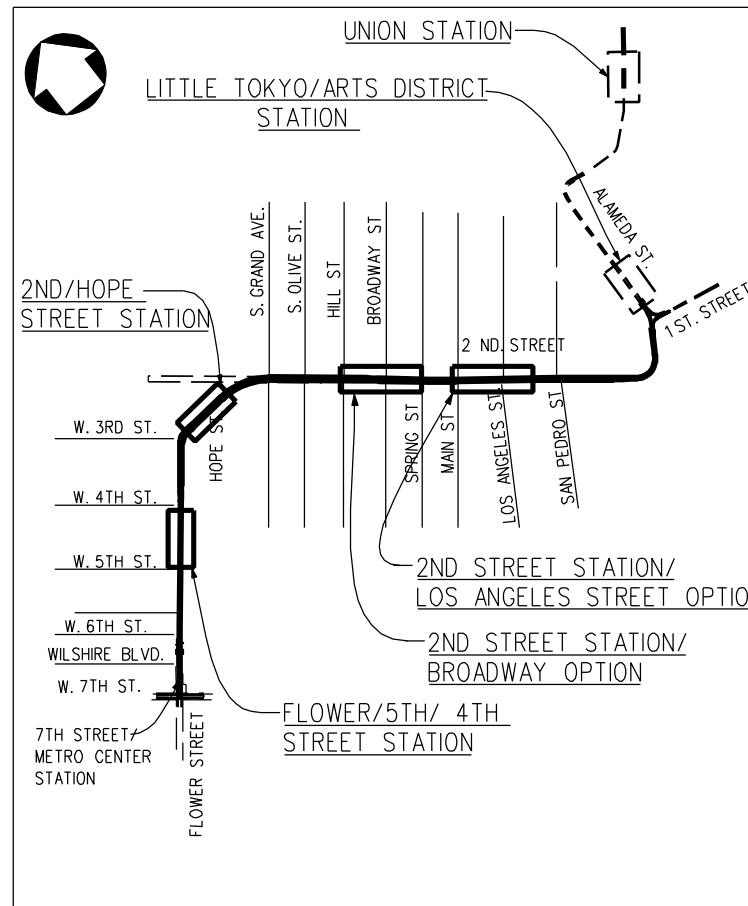 UNION STATION
LITTLE TOKYO/ARTS DISTRICT
STATION
ALAMEDA ST.
1 ST. STREET
S. GRAND AVE.
S. OLIVE ST.
HILL ST
BROADWAY ST
2ND/HOPE
STREET STATION
2 ND. STREET
HOPE ST
SPRING ST
MAIN ST
LOS ANGELES ST.
SAN PEDRO ST
W. 3RD ST.
W. 4TH ST.
W. 5TH ST.
W. 6TH ST.
WILSHIRE BLVD.
W. 7TH ST.
2ND STREET STATION/
LOS ANGELES STREET OPTIO
2ND STREET STATION/
BROADWAY OPTION
FLOWER/5TH/ 4TH
STREET STATION
7TH STREET/
METRO CENTER
STATION
FLOWER STREET